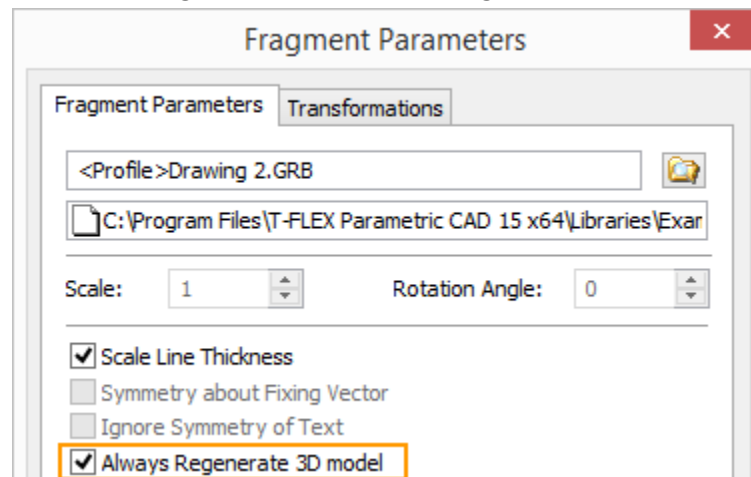 Fragment Parameters
Fragment Parameters Transformations
<Profile>Drawing 2.GRB
C:\Program Files\T-FLEX Parametric CAD 15 x64\Libraries\Exar
Scale: 1 Rotation Angle: 0
Scale Line Thickness
Symmetry about Fixing Vector
Ignore Symmetry of Text
Always Regenerate 3D model